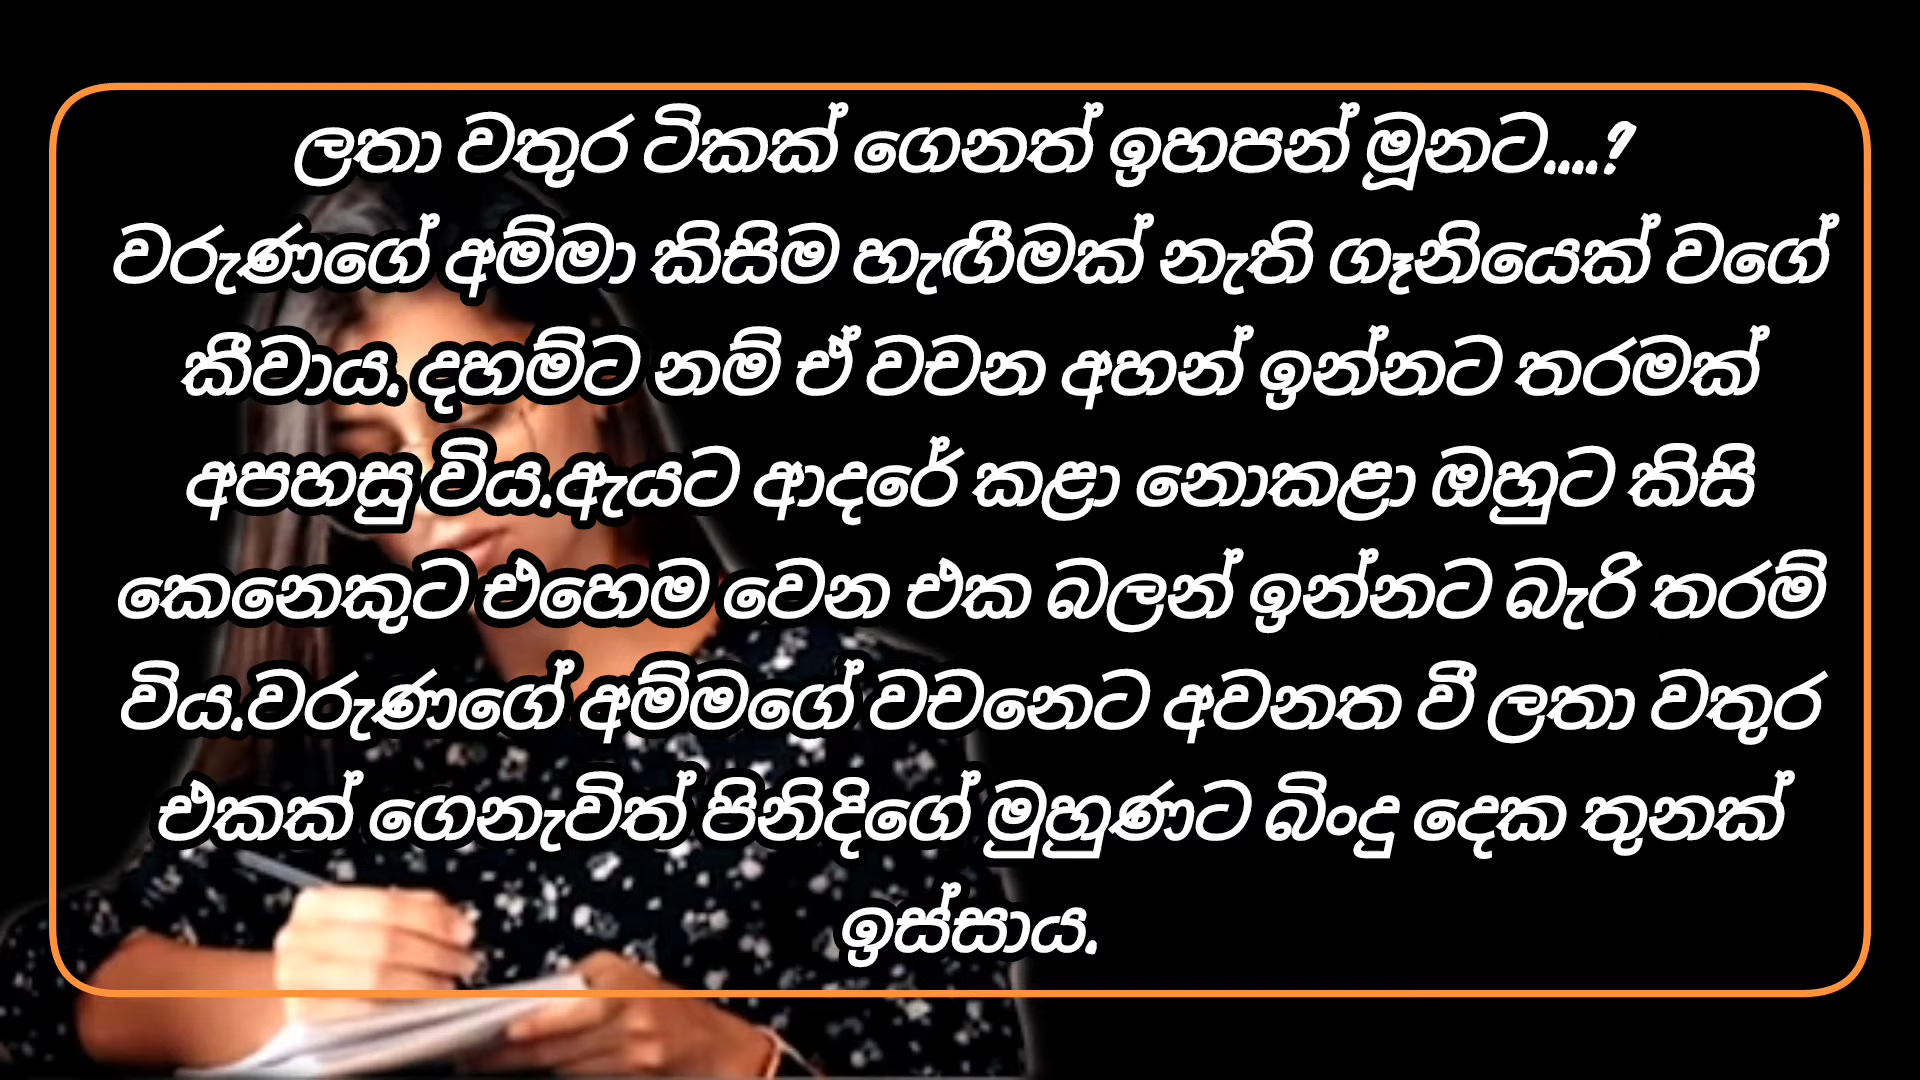 ලතා වතුර ටිකක් ගෙනත් ඉහපන් මූනට....?
වරුණගේ අම්මා කිසිම හැඟීමක් නැති ගෑනියෙක් වගේ
කීවාය. දහම්ට නම් ඒ වචන අහන් ඉන්නට තරමක්
අපහසු විය.ඇයට ආදරේ කළා නොකළා ඔහුට කිසි
කෙනෙකුට එහෙම වෙන එක බලන් ඉන්නට බැරි තරම්
විය.වරුණගේ අම්මගේ වචනෙට අවනත වී ලතා වතුර
එකක් ගෙනැවිත් පිනිදිගේ මුහුණට බිංදු දෙක තුනක්
ඉස්සාය.